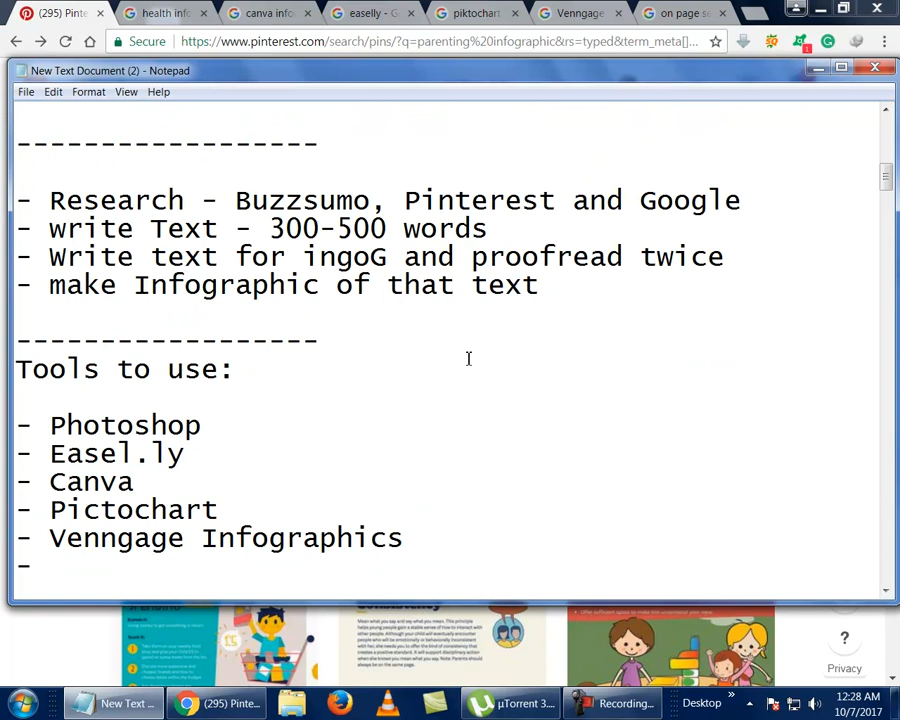 (295) Pinte
health info
canva info
easelly - G
piktochart
Venngage
on page se
Secure
https://www.pinterest.com/search/pins/?q=parenting%20infographic&rs=typed&term_meta[]...
New Text Document (2) - Notepad
File Edit Format View Help
------------------
- Research - Buzzsumo, Pinterest and Google
- write Text - 300-500 words
- Write text for ingoG and proofread twice
- make Infographic of that text
------------------
Tools to use:
- Photoshop
- Easel.ly
- Canva
- Pictochart
- Venngage Infographics
-
Consistency
?
Privacy
New Text ...
(295) Pinte...
µTorrent 3....
Recording...
Desktop
12:28 AM
10/7/2017